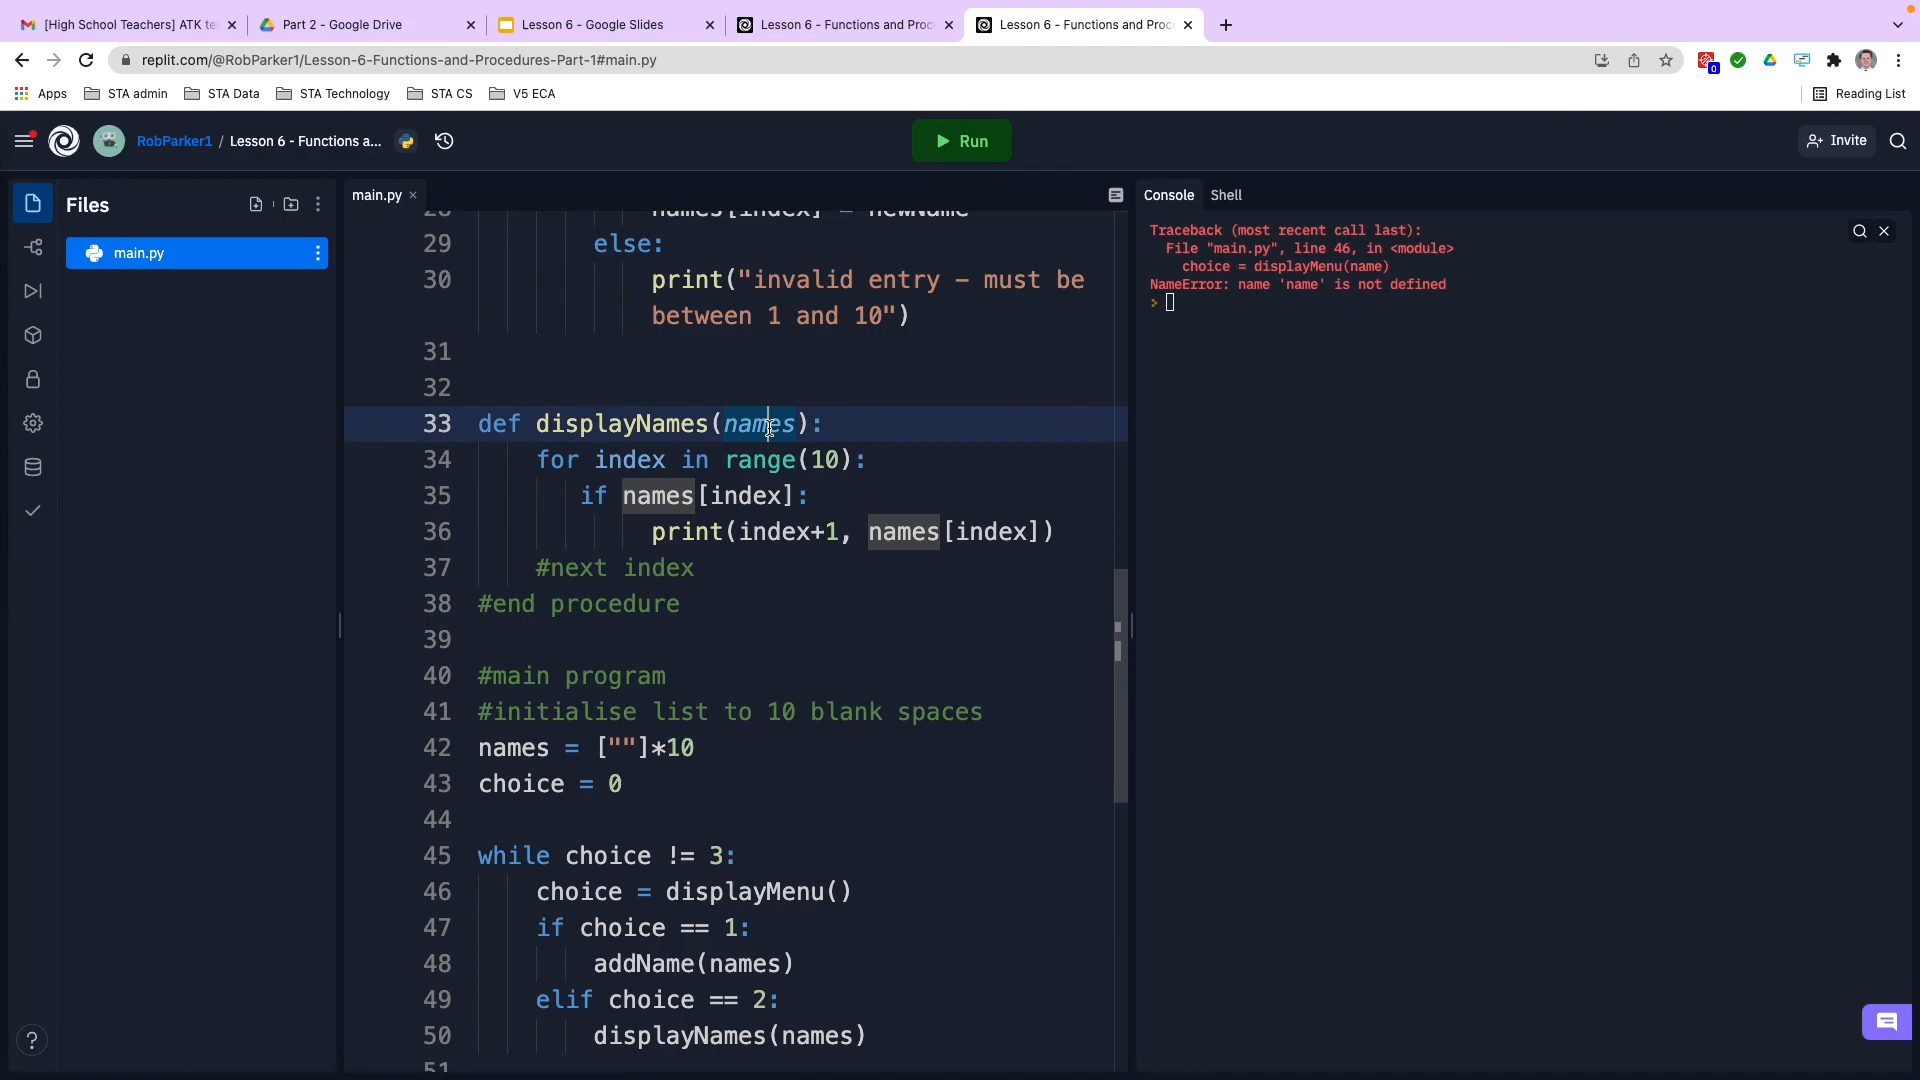 [High School Teachers] ATK te
Part 2 - Google Drive
Lesson 6 - Google Slides
Lesson 6 - Functions and Proc
Lesson 6 - Functions and Proc
replit.com/@RobParker1/Lesson-6-Functions-and-Procedures-Part-1#main.py
0
Apps
STA admin
STA Data
STA Technology
STA CS
V5 ECA
Reading List
RobParker1 / Lesson 6 - Functions a...
Run
Invite
Files
main.py
main.py
Console
Shell
28 names[index] = newName
29 else:
30 print("invalid entry – must be
between 1 and 10")
31
32
33 def displayNames(names):
34 for index in range(10):
35 if names[index]:
36 print(index+1, names[index])
37 #next index
38 #end procedure
39
40 #main program
41 #initialise list to 10 blank spaces
42 names = [""]*10
43 choice = 0
44
45 while choice != 3:
46 choice = displayMenu()
47 if choice == 1:
48 addName(names)
49 elif choice == 2:
50 displayNames(names)
51
Traceback (most recent call last):
File "main.py", line 46, in <module>
choice = displayMenu(name)
NameError: name 'name' is not defined
?